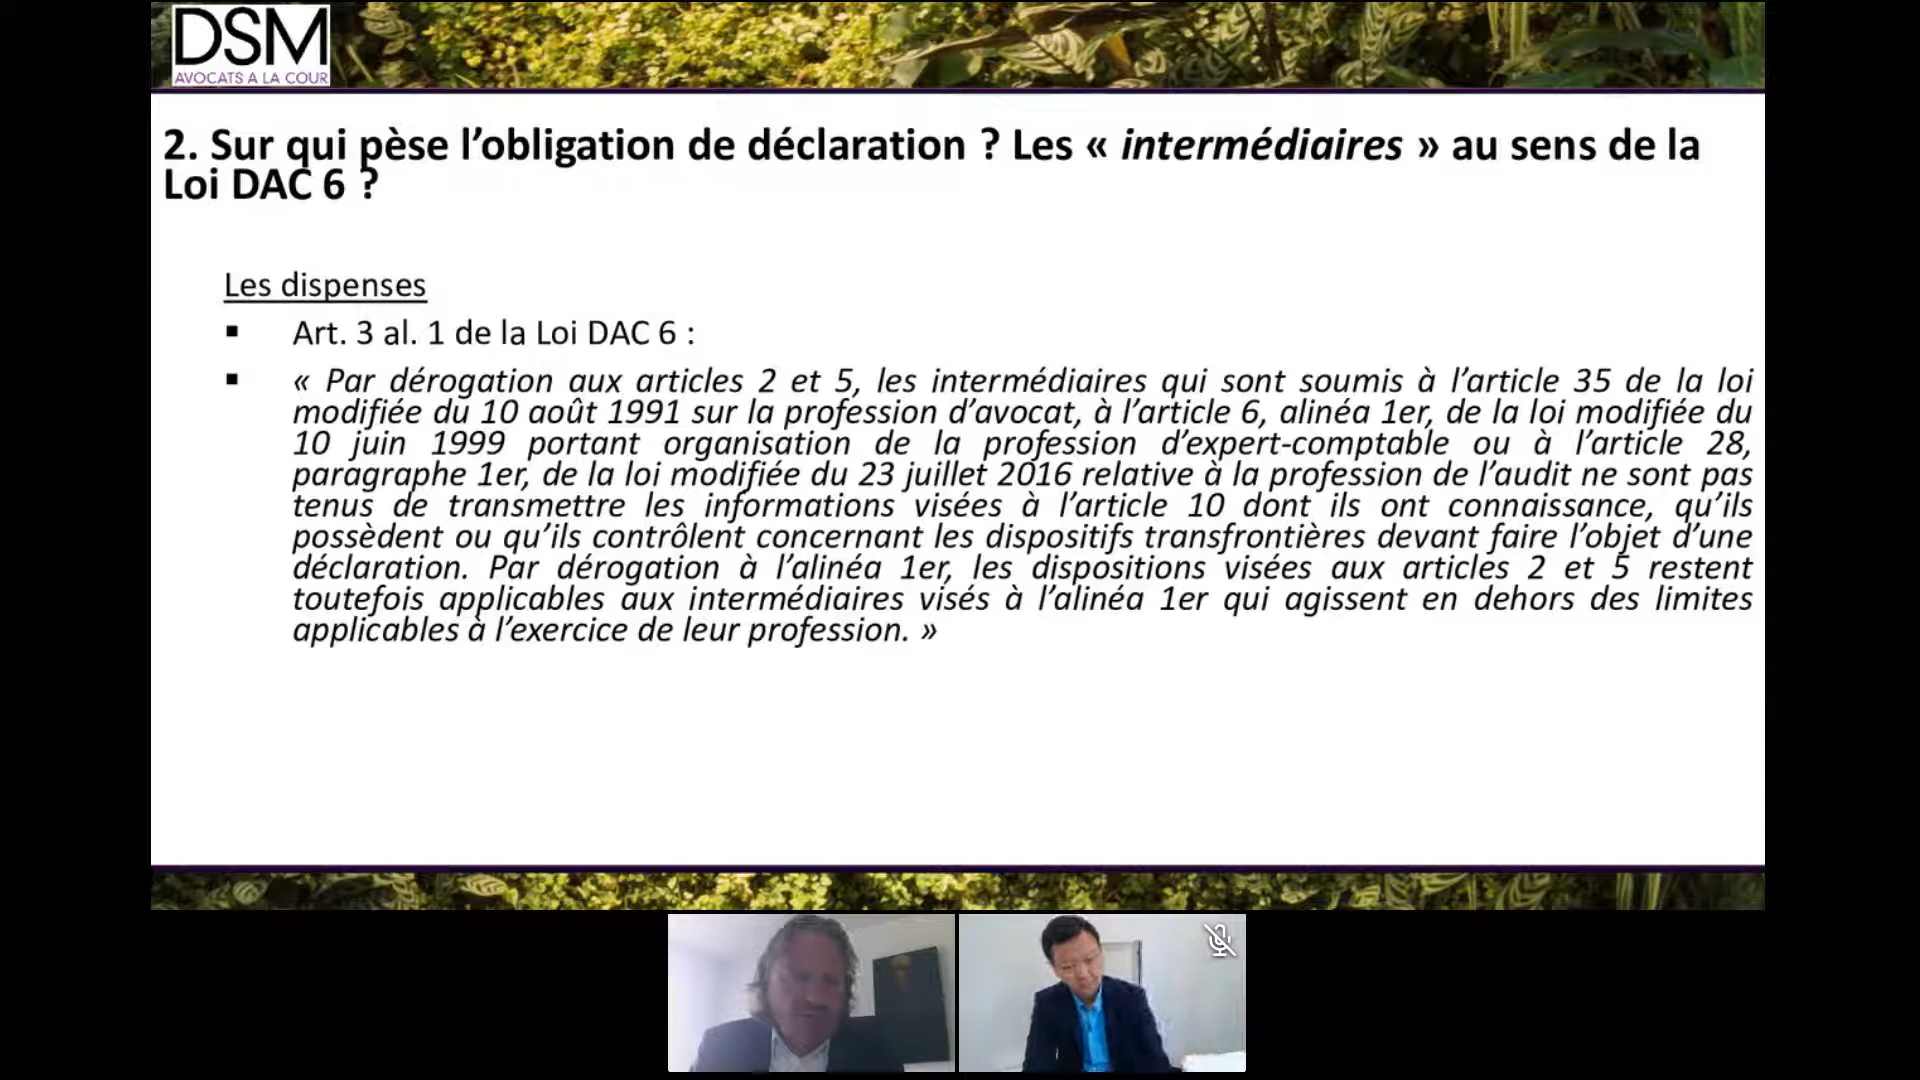 DSM
AVOCATS A LA COUR
2. Sur qui pèse l’obligation de déclaration ? Les « intermédiaires » au sens de la
Loi DAC 6 ?
Les dispenses
▪ Art. 3 al. 1 de la Loi DAC 6 :
▪ « Par dérogation aux articles 2 et 5, les intermédiaires qui sont soumis à l’article 35 de la loi
modifiée du 10 août 1991 sur la profession d’avocat, à l’article 6, alinéa 1er, de la loi modifiée du
10 juin 1999 portant organisation de la profession d’expert-comptable ou à l’article 28,
paragraphe 1er, de la loi modifiée du 23 juillet 2016 relative à la profession de l’audit ne sont pas
tenus de transmettre les informations visées à l’article 10 dont ils ont connaissance, qu’ils
possèdent ou qu’ils contrôlent concernant les dispositifs transfrontières devant faire l’objet d’une
déclaration. Par dérogation à l’alinéa 1er, les dispositions visées aux articles 2 et 5 restent
toutefois applicables aux intermédiaires visés à l’alinéa 1er qui agissent en dehors des limites
applicables à l’exercice de leur profession. »